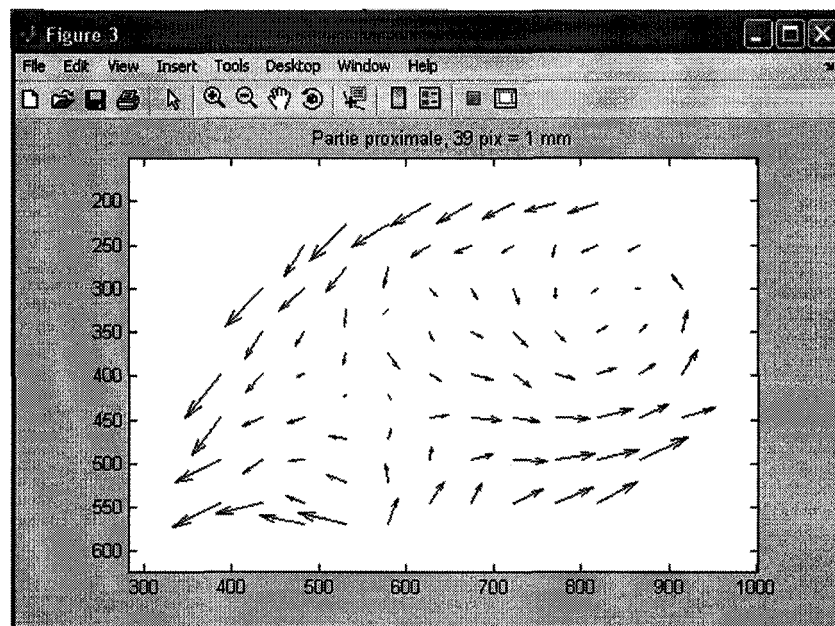 Figure 3
File Edit View Insert Tools Desktop Window Help
Partie proximale, 39 pix = 1 mm
200
250
300
350
400
450
500
550
600
300 400 500 600 700 800 900 1000